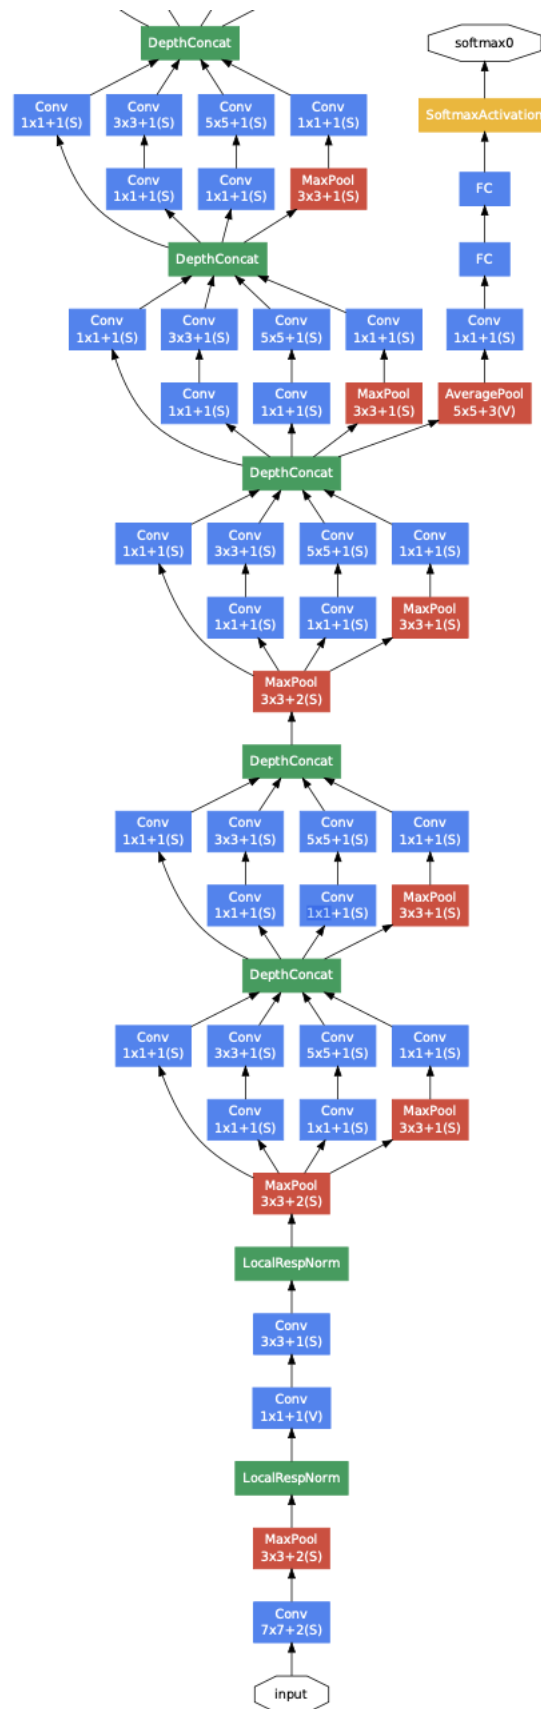 DepthConcat
softmax0
Conv
1x1+1(S)
Conv
3x3+1(S)
Conv
5x5+1(S)
Conv
1x1+1(S)
SoftmaxActivation
Conv
1x1+1(S)
Conv
1x1+1(S)
MaxPool
3x3+1(S)
FC
DepthConcat
FC
Conv
1x1+1(S)
Conv
3x3+1(S)
Conv
5x5+1(S)
Conv
1x1+1(S)
Conv
1x1+1(S)
Conv
1x1+1(S)
Conv
1x1+1(S)
MaxPool
3x3+1(S)
AveragePool
5x5+3(V)
DepthConcat
Conv
1x1+1(S)
Conv
3x3+1(S)
Conv
5x5+1(S)
Conv
1x1+1(S)
Conv
1x1+1(S)
Conv
1x1+1(S)
MaxPool
3x3+1(S)
MaxPool
3x3+2(S)
DepthConcat
Conv
1x1+1(S)
Conv
3x3+1(S)
Conv
5x5+1(S)
Conv
1x1+1(S)
Conv
1x1+1(S)
Conv
1x1+1(S)
MaxPool
3x3+1(S)
DepthConcat
Conv
1x1+1(S)
Conv
3x3+1(S)
Conv
5x5+1(S)
Conv
1x1+1(S)
Conv
1x1+1(S)
Conv
1x1+1(S)
MaxPool
3x3+1(S)
MaxPool
3x3+2(S)
LocalRespNorm
Conv
3x3+1(S)
Conv
1x1+1(V)
LocalRespNorm
MaxPool
3x3+2(S)
Conv
7x7+2(S)
input